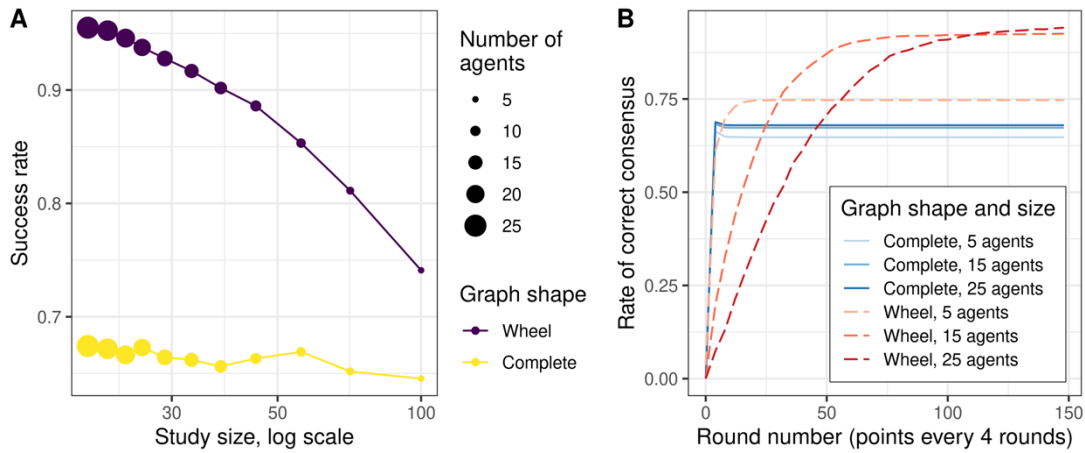 A
Success rate
0.9
0.8
0.7
30
50
100
Study size, log scale
Number of
agents
5
10
15
20
25
Graph shape
Wheel
Complete
B
Rate of correct consensus
0.75
0.50
0.25
0.00
0
50
100
150
Round number (points every 4 rounds)
Graph shape and size
Complete, 5 agents
Complete, 15 agents
Complete, 25 agents
Wheel, 5 agents
Wheel, 15 agents
Wheel, 25 agents